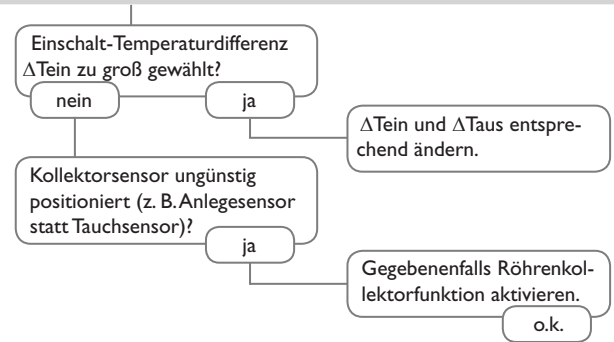 Einschalt-Temperaturdifferenz
ΔTein zu groß gewählt?
nein
ja
ΔTein und ΔTaus entspre-
chend ändern.
Kollektorsensor ungünstig
positioniert (z. B. Anlegesensor
statt Tauchsensor)?
ja
Gegebenenfalls Röhrenkol-
lektorfunktion aktivieren.
o.k.